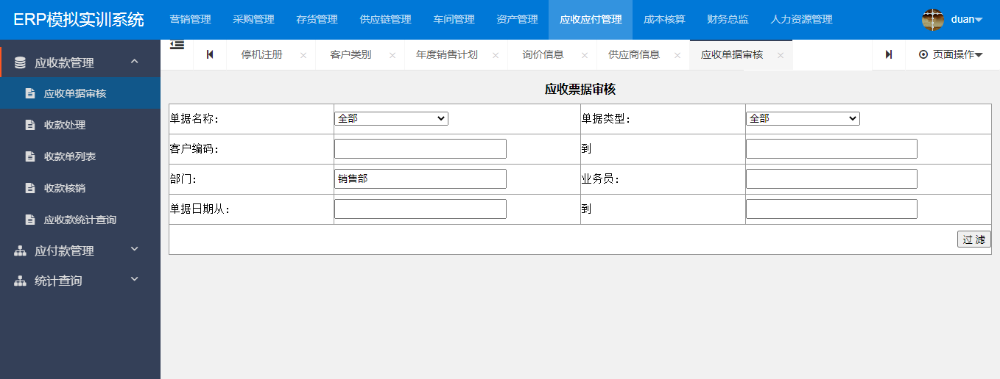 ERP模拟实训系统 营销管理 采购管理 存货管理 供应链管理 车间管理 资产管理 应收应付管理 成本核算 财务总监 人力资源管理 duan
停机注册 × 客户类别 × 年度销售计划 × 询价信息 × 供应商信息 × 应收单据审核 × 页面操作
应收款管理
应收单据审核
收款处理
收款单列表
收款核销
应收款统计查询
应付款管理
统计查询
应收票据审核
单据名称: 全部 单据类型: 全部
客户编码: 到
部门: 销售部 业务员:
单据日期从: 到
过 滤